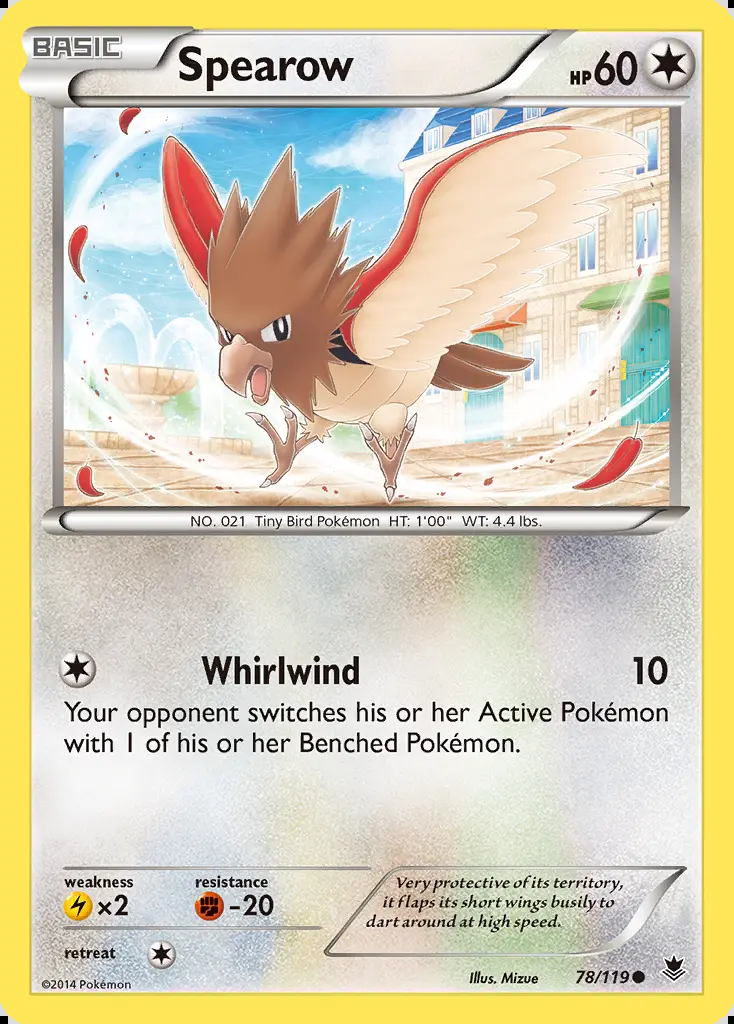 BASIC
Spearow
HP60
NO. 021 Tiny Bird Pokémon HT: 1'00" WT: 4.4 lbs.
Whirlwind 10
Your opponent switches his or her Active Pokémon
with 1 of his or her Benched Pokémon.
weakness
×2
resistance
-20
retreat
Very protective of its territory,
it flaps its short wings busily to
dart around at high speed.
©2014 Pokémon
Illus. Mizue
78/119